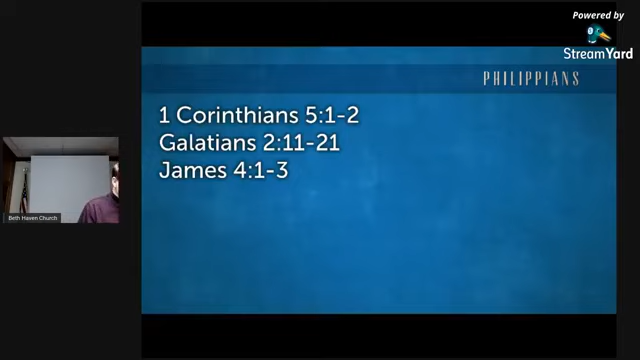 Powered by
StreamYard
PHILIPPIANS
1 Corinthians 5:1-2
Galatians 2:11-21
James 4:1-3
Beth Haven Church